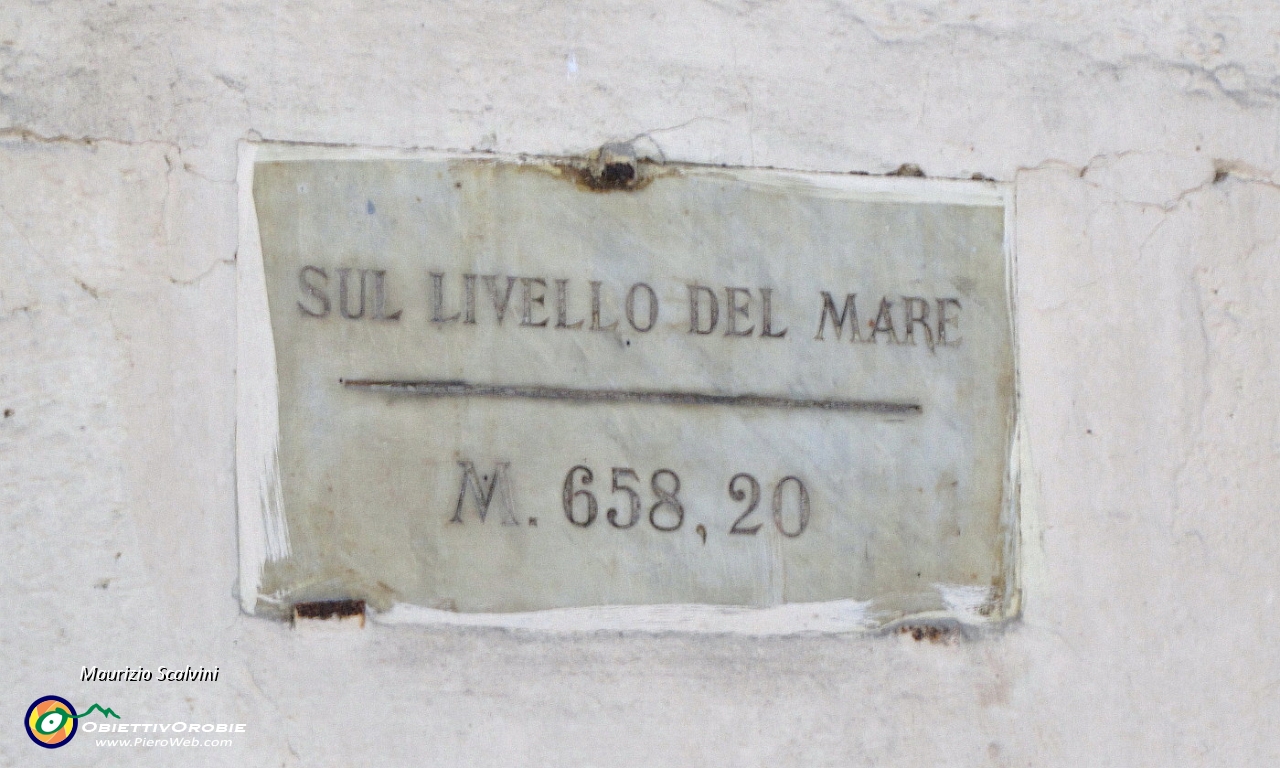 SUL LIVELLO DEL MARE
M. 658,20
Maurizio Scalvini
OBIETTIVOROBIE
www.PieroWeb.com